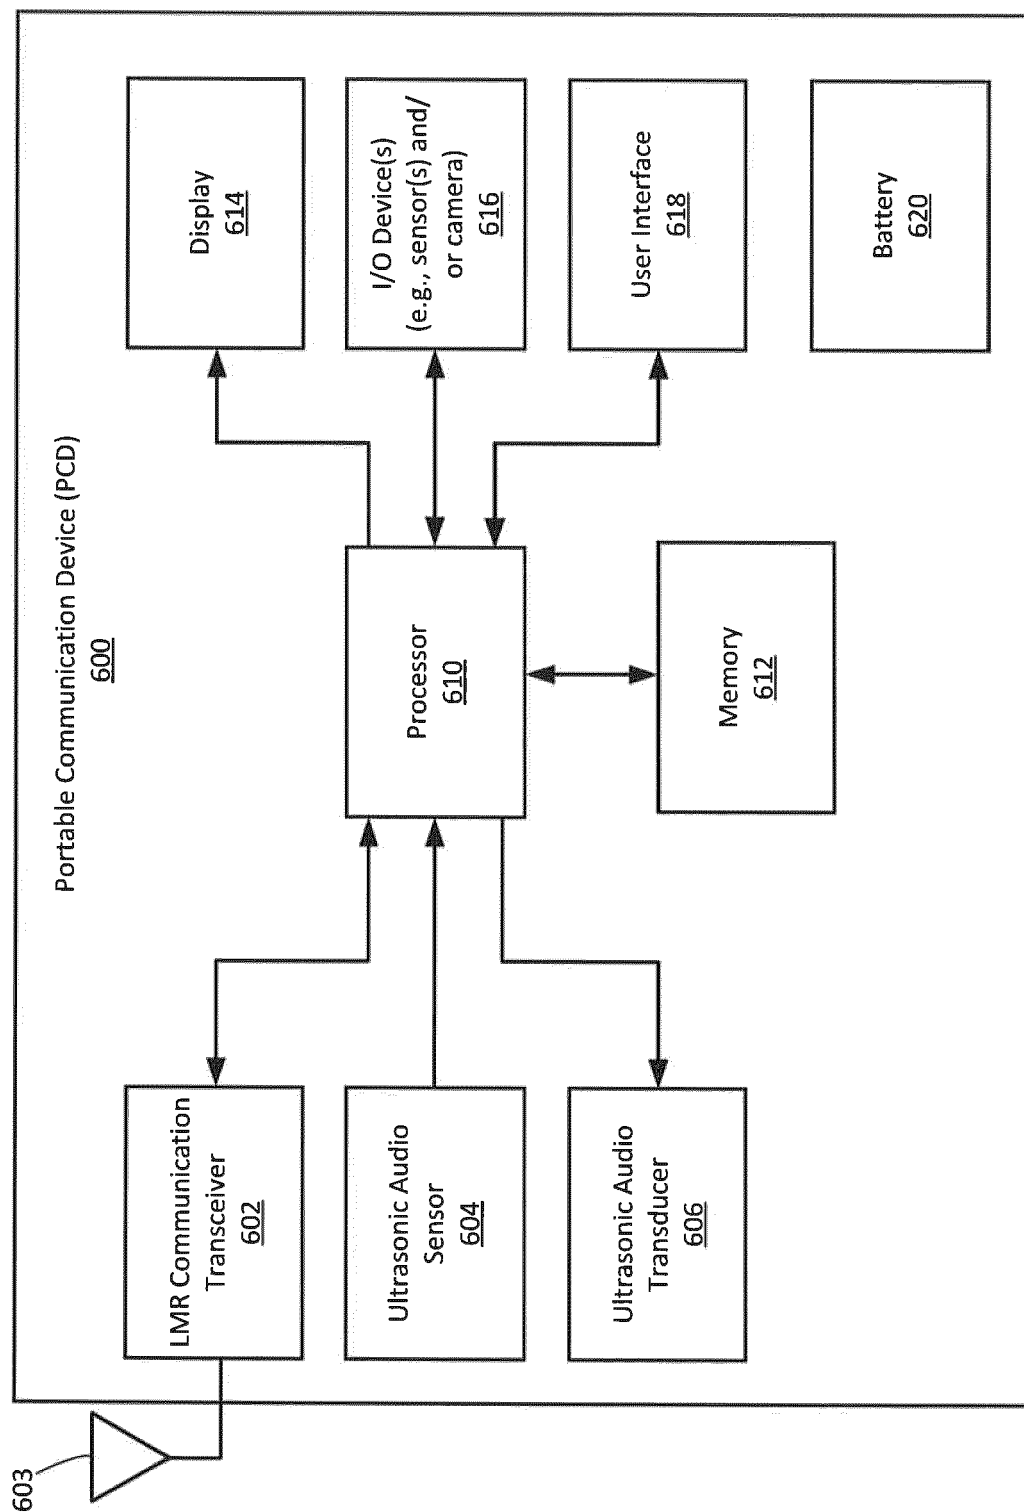 Portable Communication Device (PCD)
600
603
LMR Communication
Transceiver
602
Ultrasonic Audio
Sensor
604
Ultrasonic Audio
Transducer
606
Processor
610
Memory
612
Display
614
I/O Device(s)
(e.g., sensor(s) and/
or camera)
616
User Interface
618
Battery
620